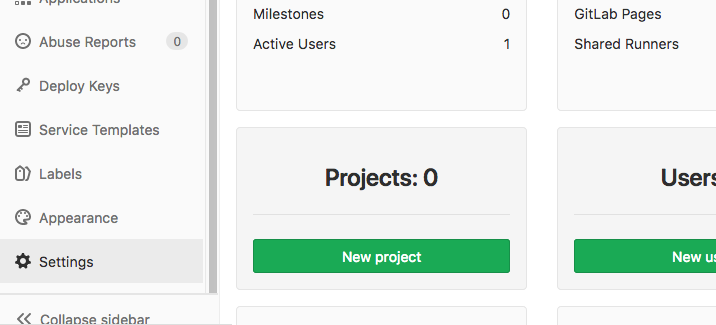 Applications
Abuse Reports 0
Deploy Keys
Service Templates
Labels
Appearance
Settings
Collapse sidebar
Milestones 0
Active Users 1
GitLab Pages
Shared Runners
Projects: 0
New project
Users
New us